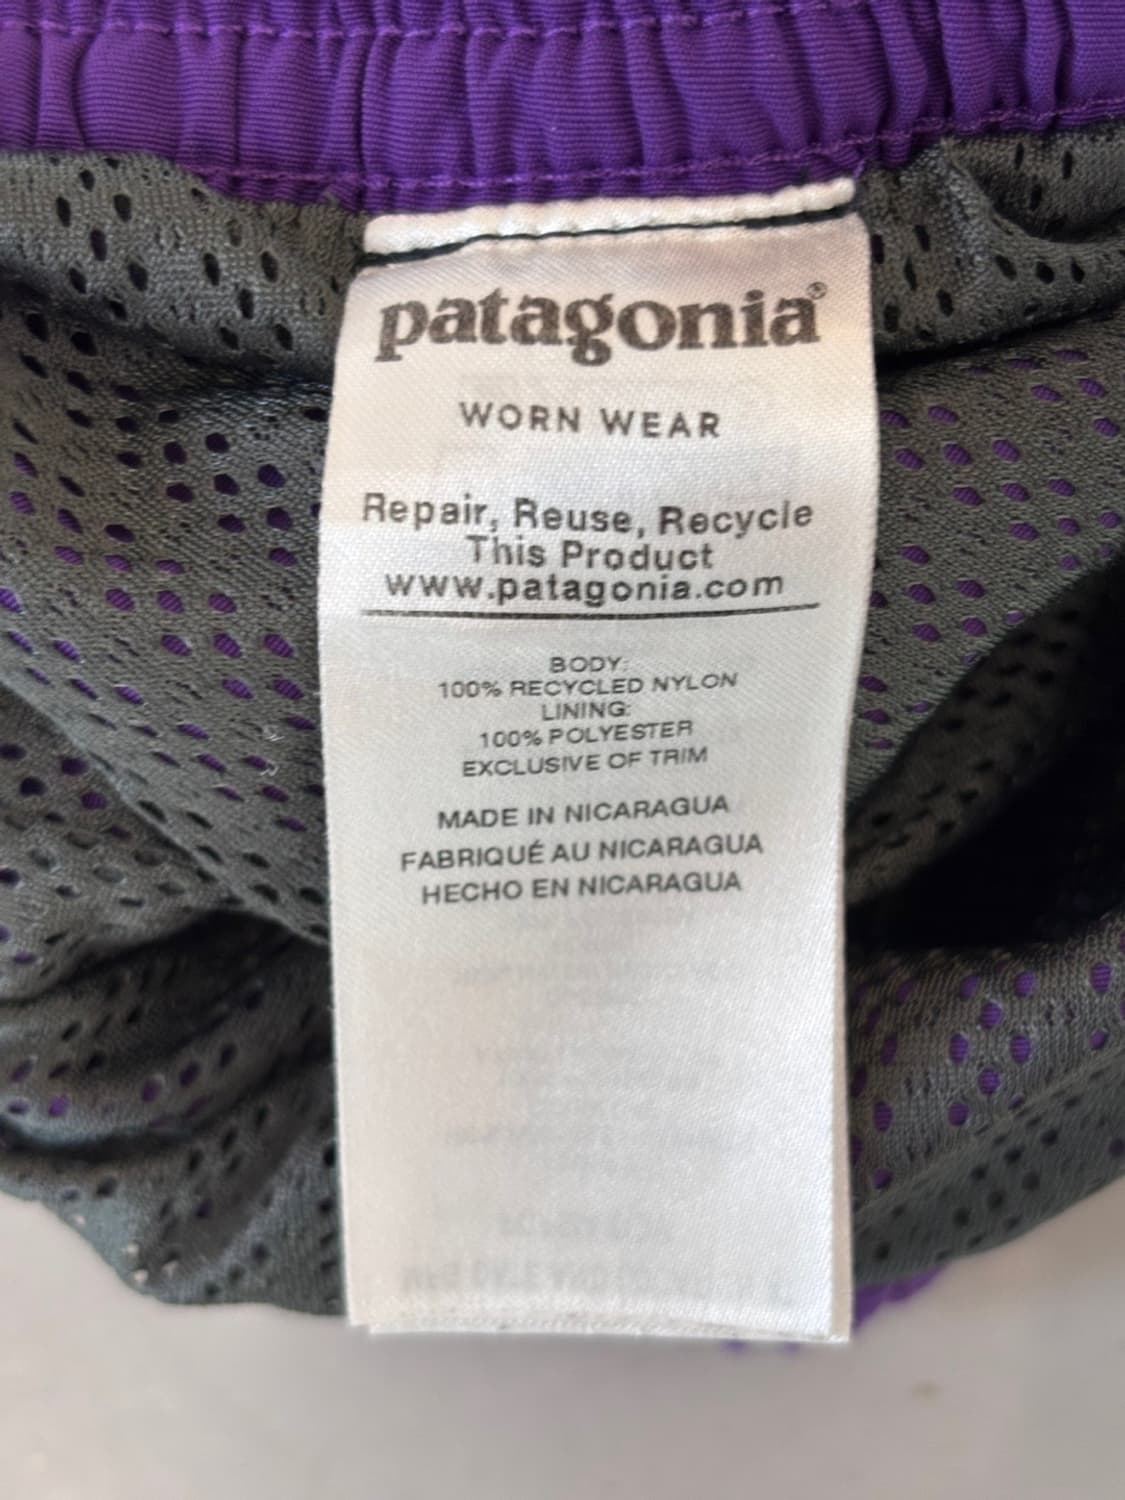 patagonia®
WORN WEAR
Repair, Reuse, Recycle
This Product
www.patagonia.com
BODY:
100% RECYCLED NYLON
LINING:
100% POLYESTER
EXCLUSIVE OF TRIM
MADE IN NICARAGUA
FABRIQUÉ AU NICARAGUA
HECHO EN NICARAGUA